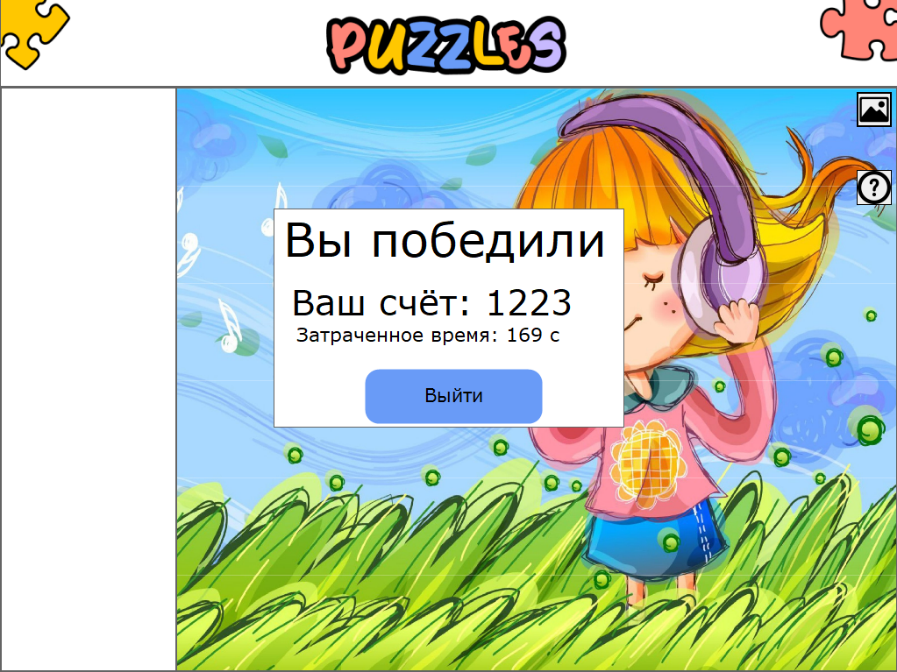 PUZZLES
Вы победили
Ваш счёт: 1223
Затраченное время: 169 с
Выйти
?